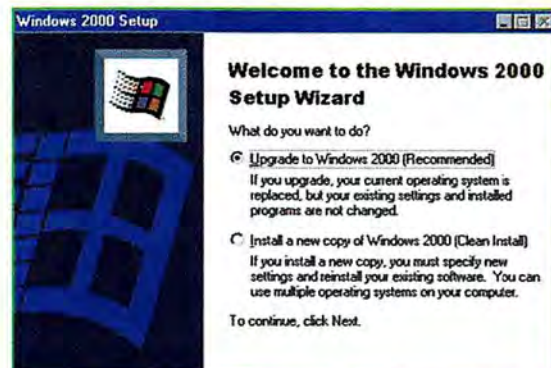 Windows 2000 Setup
Welcome to the Windows 2000
Setup Wizard
What do you want to do?
Upgrade to Windows 2000 (Recommended)
If you upgrade, your current operating system is
replaced, but your existing settings and installed
programs are not changed.
Install a new copy of Windows 2000 (Clean Install)
If you install a new copy, you must specify new
settings and reinstall your existing software. You can
use multiple operating systems on your computer.
To continue, click Next.